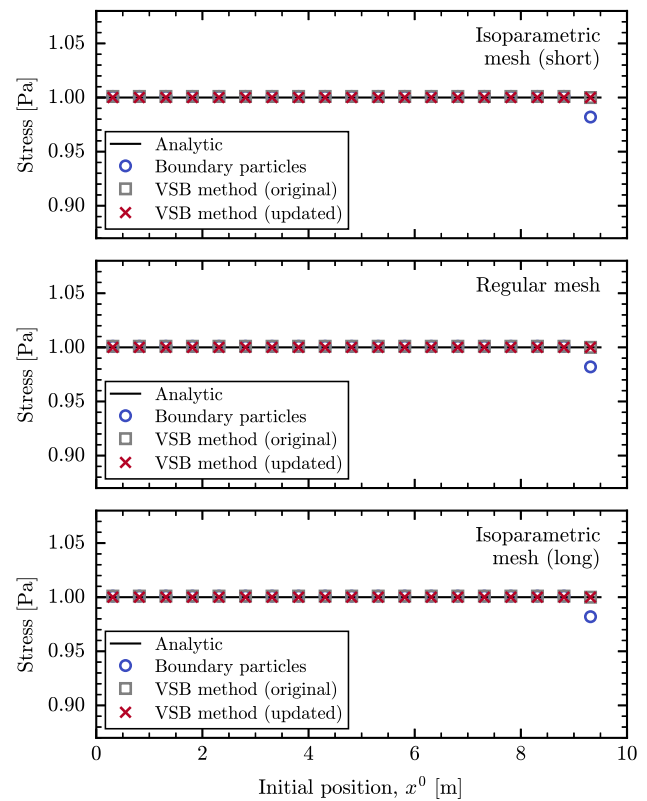 Isoparametric
mesh (short)
1.05
1.00
0.95
0.90
Stress [Pa]
Analytic
Boundary particles
VSB method (original)
VSB method (updated)
Regular mesh
1.05
1.00
0.95
0.90
Stress [Pa]
Analytic
Boundary particles
VSB method (original)
VSB method (updated)
Isoparametric
mesh (long)
1.05
1.00
0.95
0.90
Stress [Pa]
Analytic
Boundary particles
VSB method (original)
VSB method (updated)
0 2 4 6 8 10
Initial position, x⁰ [m]